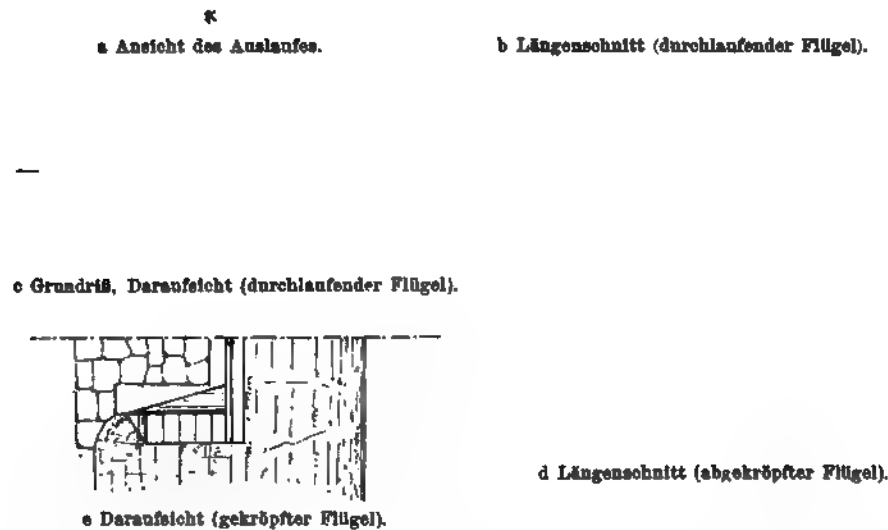 a Ansicht des Auslaufes.
b Längenschnitt (durchlaufender Flügel).
c Grundriß, Daraufsicht (durchlaufender Flügel).
d Längenschnitt (abgekröpfter Flügel).
e Daraufsicht (gekröpfter Flügel).